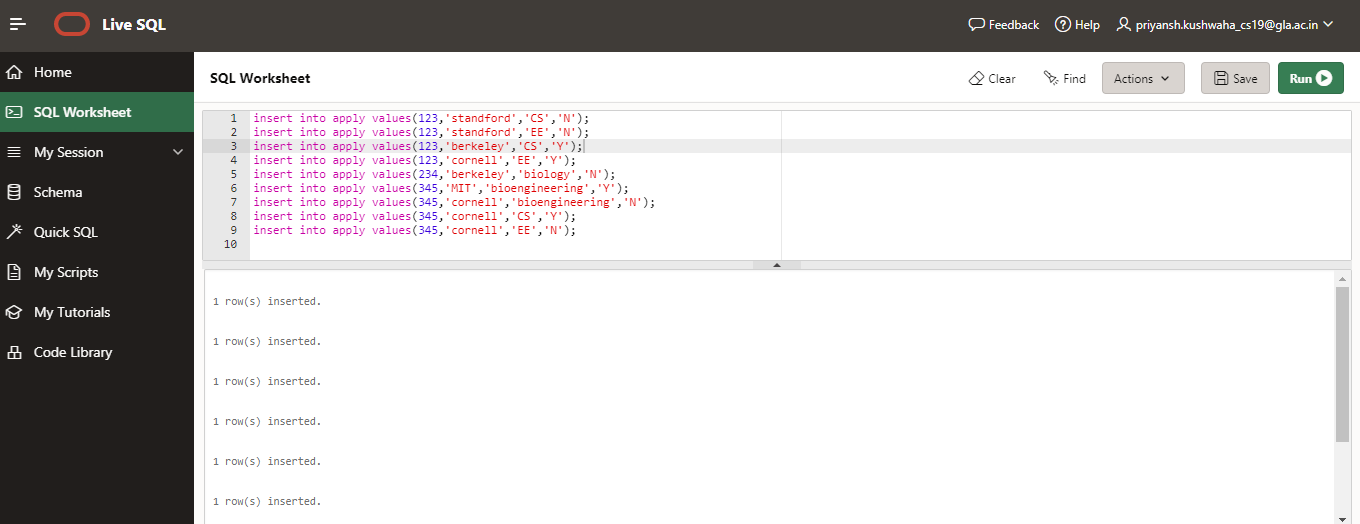 Live SQL
Feedback
Help
priyansh.kushwaha_cs19@gla.ac.in
Home
SQL Worksheet
My Session
Schema
Quick SQL
My Scripts
My Tutorials
Code Library
SQL Worksheet
Clear
Find
Actions
Save
Run
1 insert into apply values(123,'standford','CS','N');
2 insert into apply values(123,'standford','EE','N');
3 insert into apply values(123,'berkeley','CS','Y');
4 insert into apply values(123,'cornell','EE','Y');
5 insert into apply values(234,'berkeley','biology','N');
6 insert into apply values(345,'MIT','bioengineering','Y');
7 insert into apply values(345,'cornell','bioengineering','N');
8 insert into apply values(345,'cornell','CS','Y');
9 insert into apply values(345,'cornell','EE','N');
10
1 row(s) inserted.
1 row(s) inserted.
1 row(s) inserted.
1 row(s) inserted.
1 row(s) inserted.
1 row(s) inserted.